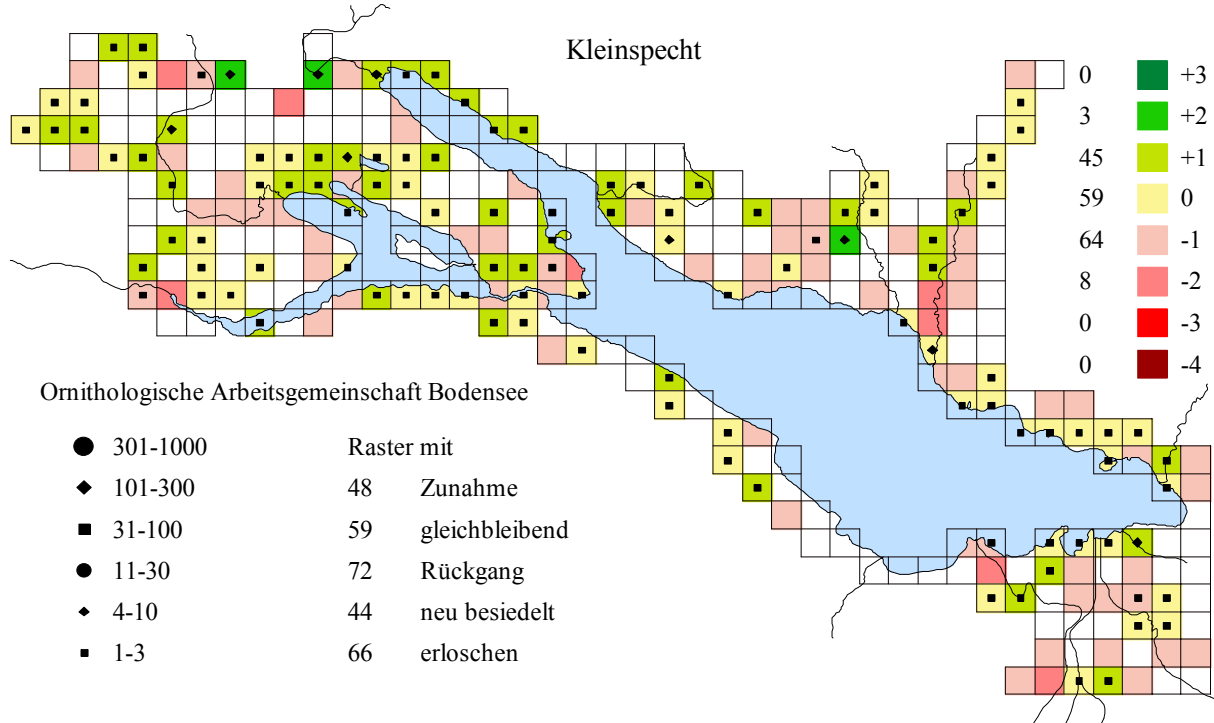 Kleinspecht
0 +3
3 +2
45 +1
59 0
64 -1
8 -2
0 -3
0 -4
Ornithologische Arbeitsgemeinschaft Bodensee
301-1000 Raster mit
101-300 48 Zunahme
31-100 59 gleichbleibend
11-30 72 Rückgang
4-10 44 neu besiedelt
1-3 66 erloschen